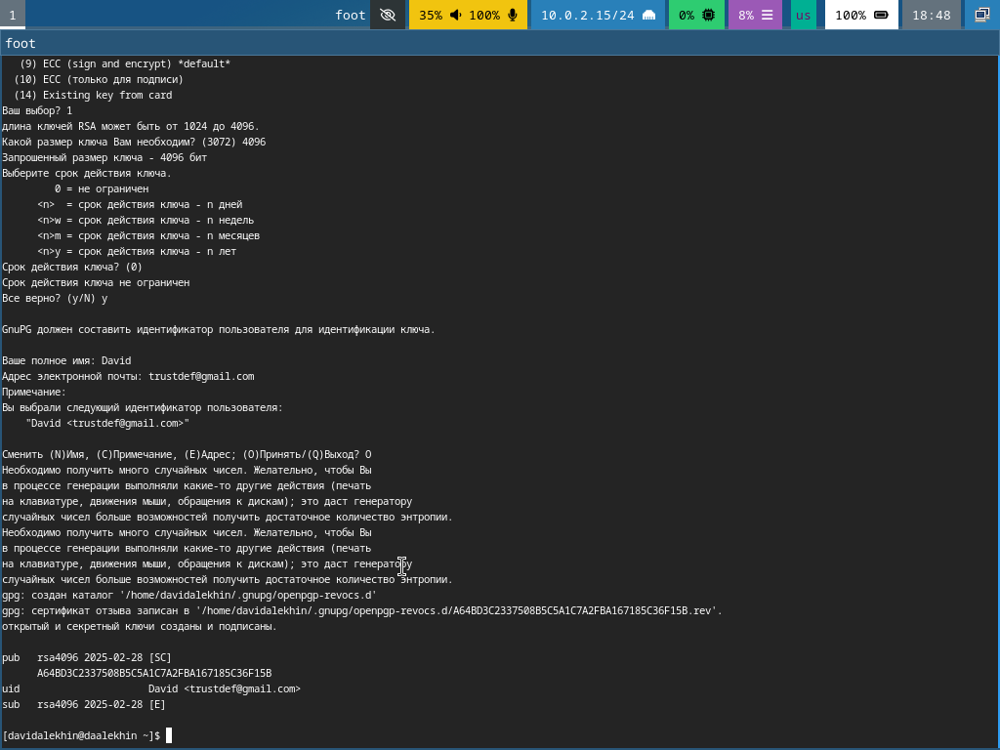 1 foot 35% 100% 10.0.2.15/24 0% 8% us 100% 18:48
foot
(9) ECC (sign and encrypt) *default*
(10) ECC (только для подписи)
(14) Existing key from card
Ваш выбор? 1
длина ключей RSA может быть от 1024 до 4096.
Какой размер ключа Вам необходим? (3072) 4096
Запрошенный размер ключа - 4096 бит
Выберите срок действия ключа.
0 = не ограничен
<n>  = срок действия ключа - n дней
<n>w = срок действия ключа - n недель
<n>m = срок действия ключа - n месяцев
<n>y = срок действия ключа - n лет
Срок действия ключа? (0)
Срок действия ключа не ограничен
Все верно? (y/N) y
GnuPG должен составить идентификатор пользователя для идентификации ключа.
Ваше полное имя: David
Адрес электронной почты: trustdef@gmail.com
Примечание:
Вы выбрали следующий идентификатор пользователя:
"David <trustdef@gmail.com>"
Сменить (N)Имя, (C)Примечание, (E)Адрес; (O)Принять/(Q)Выход? O
Необходимо получить много случайных чисел. Желательно, чтобы Вы
в процессе генерации выполняли какие-то другие действия (печать
на клавиатуре, движения мыши, обращения к дискам); это даст генератору
случайных чисел больше возможностей получить достаточное количество энтропии.
Необходимо получить много случайных чисел. Желательно, чтобы Вы
в процессе генерации выполняли какие-то другие действия (печать
на клавиатуре, движения мыши, обращения к дискам); это даст генератору
случайных чисел больше возможностей получить достаточное количество энтропии.
gpg: создан каталог '/home/davidalekhin/.gnupg/openpgp-revocs.d'
gpg: сертификат отзыва записан в '/home/davidalekhin/.gnupg/openpgp-revocs.d/A64BD3C2337508B5C5A1C7A2FBA167185C36F15B.rev'.
открытый и секретный ключи созданы и подписаны.
pub   rsa4096 2025-02-28 [SC]
A64BD3C2337508B5C5A1C7A2FBA167185C36F15B
uid                      David <trustdef@gmail.com>
sub   rsa4096 2025-02-28 [E]
[davidalekhin@daalekhin ~]$